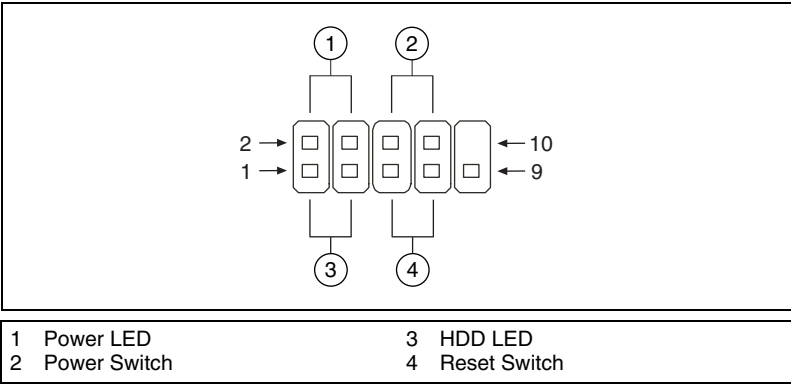 1 2
2 10
1 9
3 4
1 Power LED 3 HDD LED
2 Power Switch 4 Reset Switch